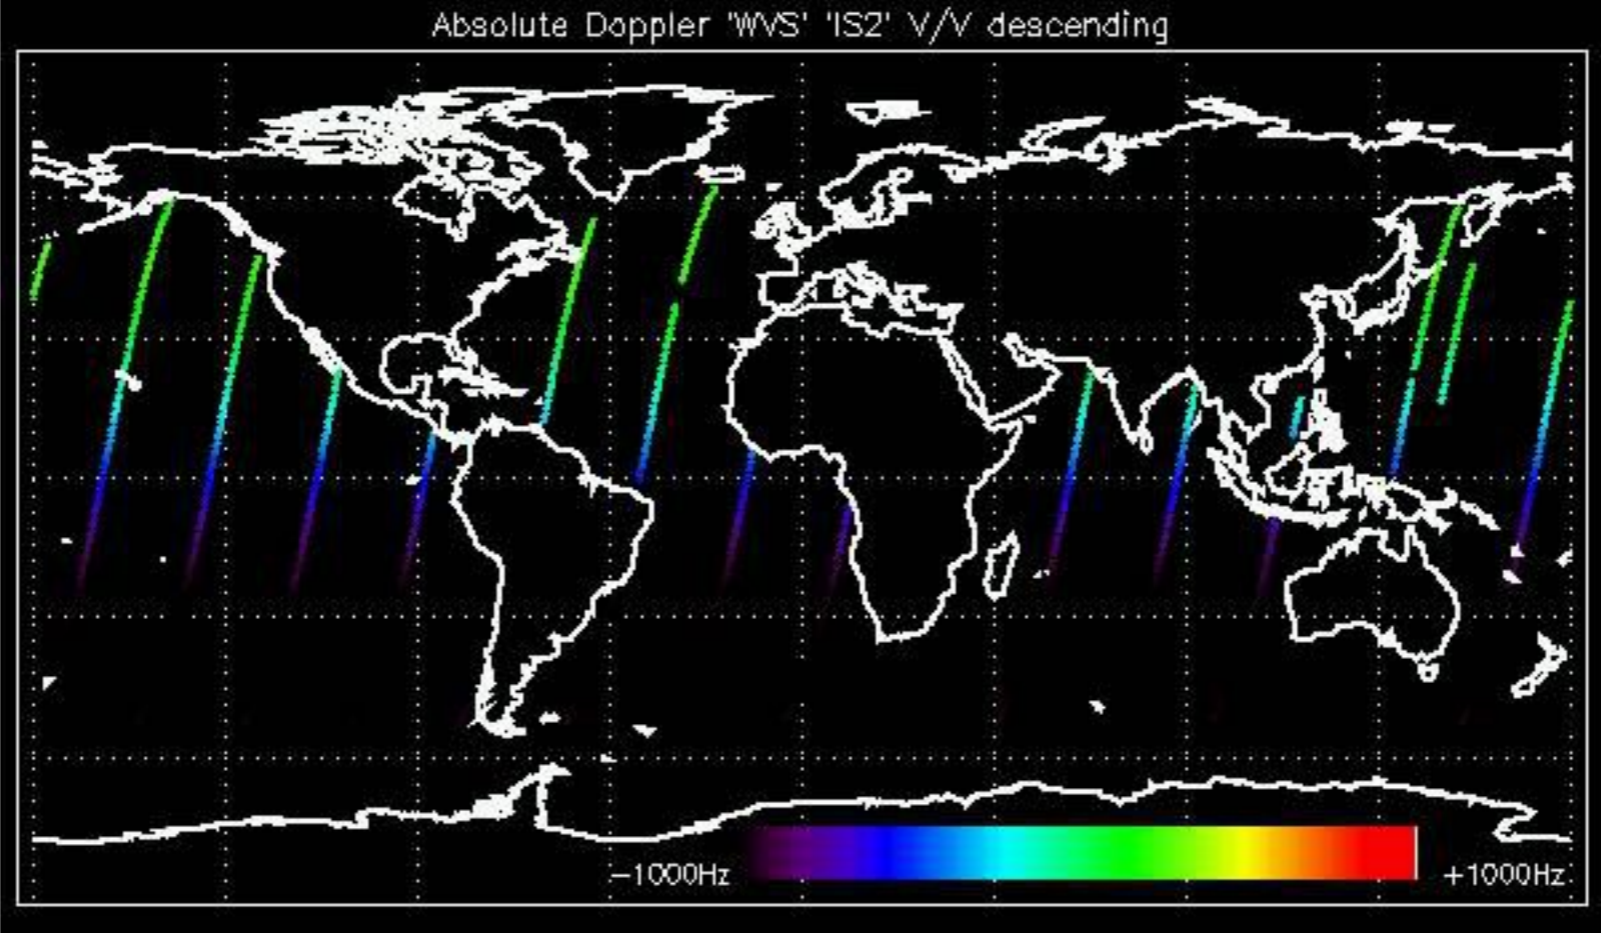 Absolute Doppler 'WVS' 'IS2' V/V descending
−1000Hz
+1000Hz